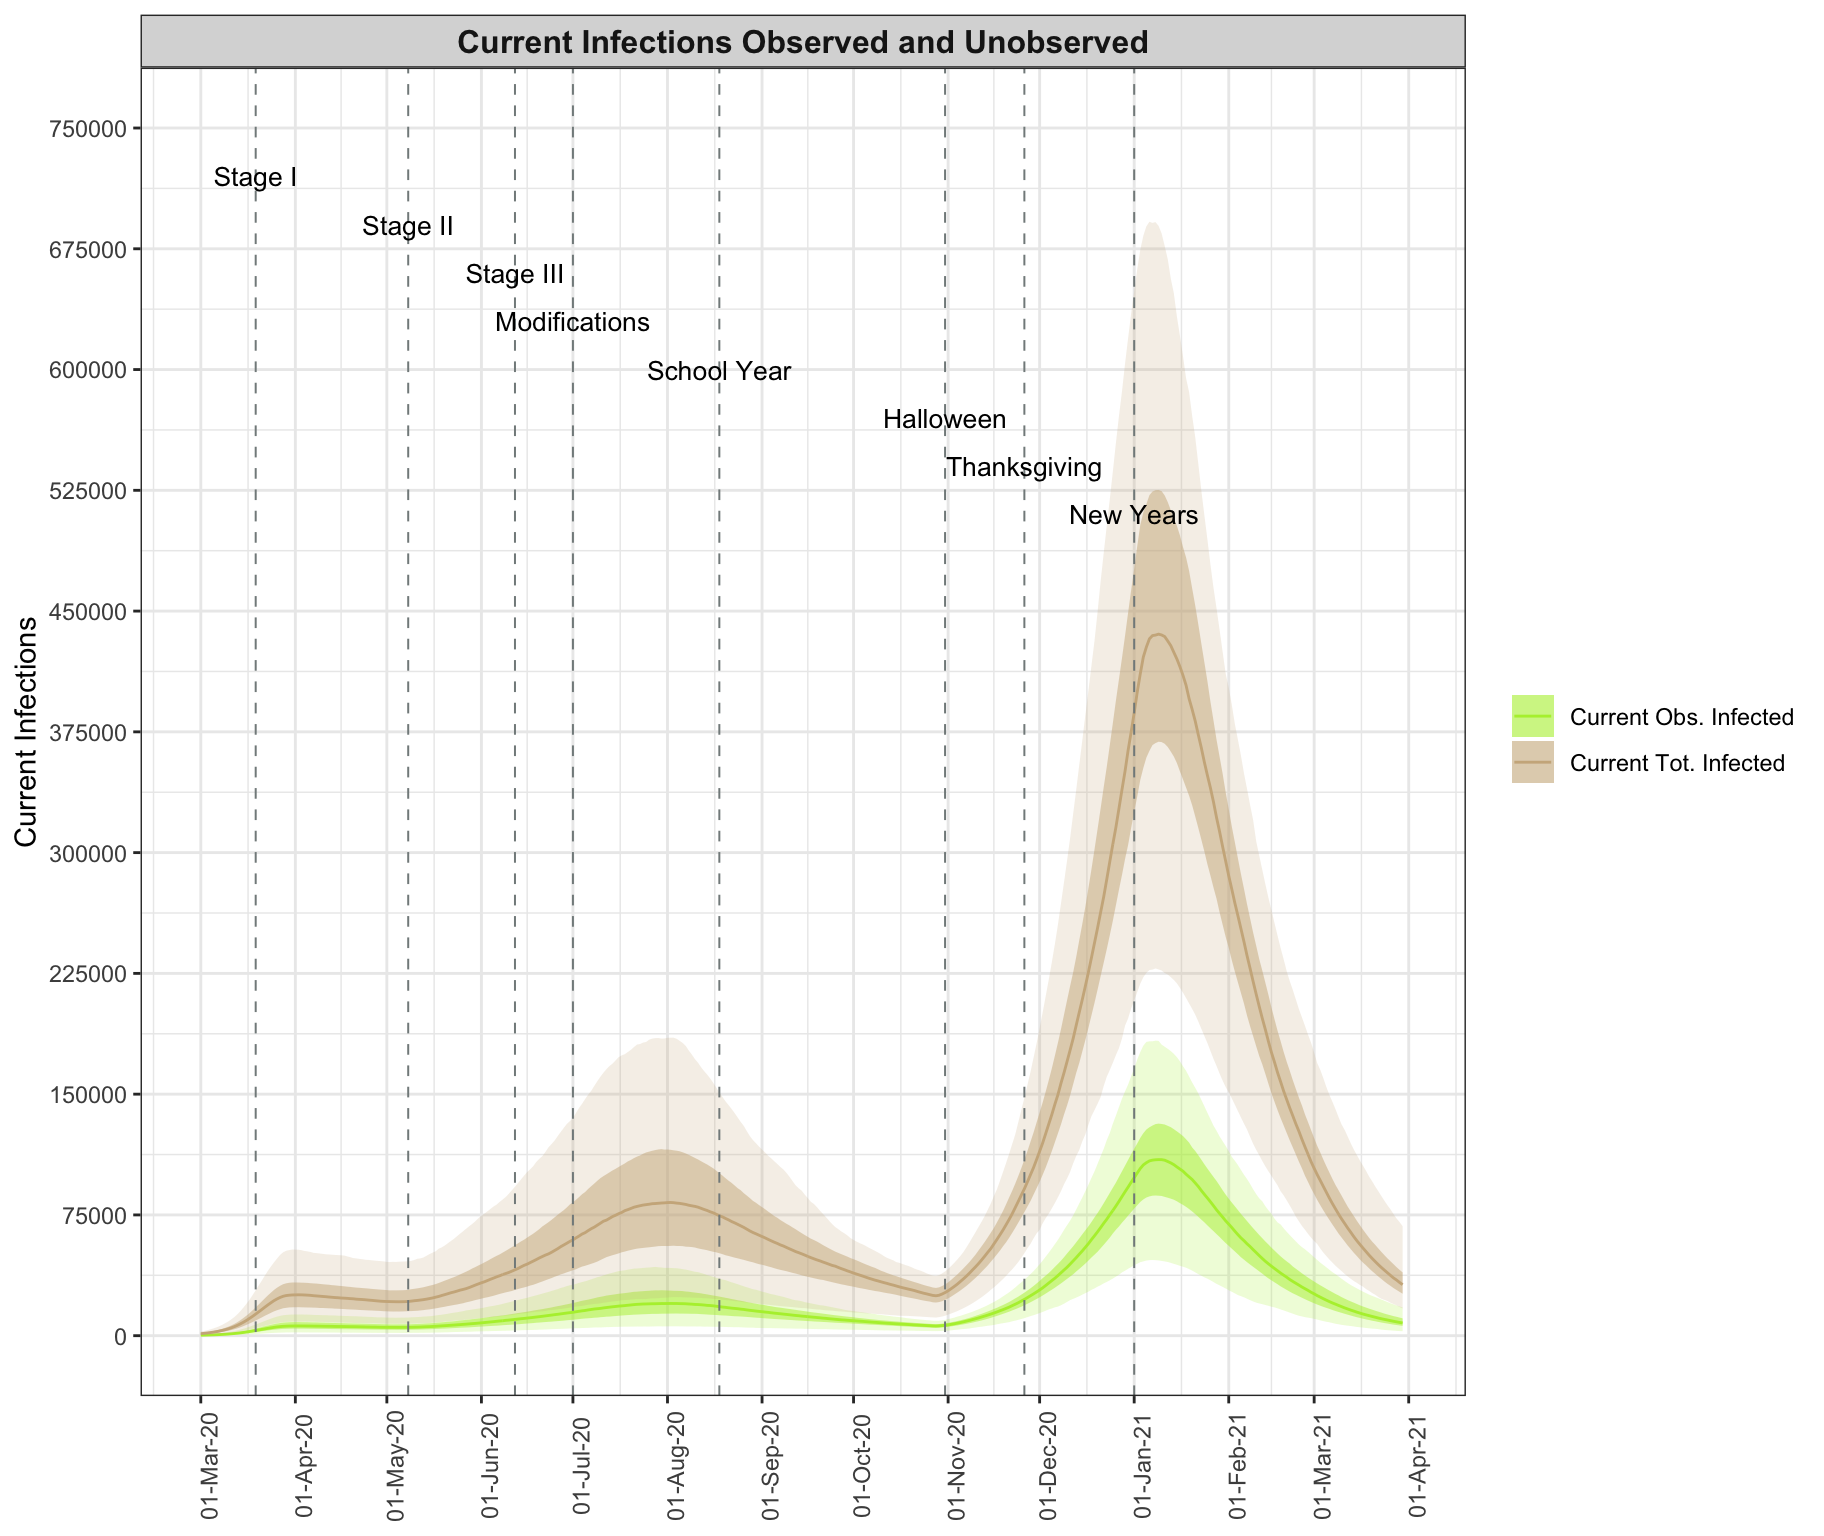 Current Infections Observed and Unobserved
750000
Stage I
Stage II
675000
Stage III
Modifications
600000
School Year
Halloween
Thanksgiving
525000
New Years
450000
375000
300000
225000
150000
75000
0
Current Infections
Current Obs. Infected
Current Tot. Infected
01-Mar-20
01-Apr-20
01-May-20
01-Jun-20
01-Jul-20
01-Aug-20
01-Sep-20
01-Oct-20
01-Nov-20
01-Dec-20
01-Jan-21
01-Feb-21
01-Mar-21
01-Apr-21